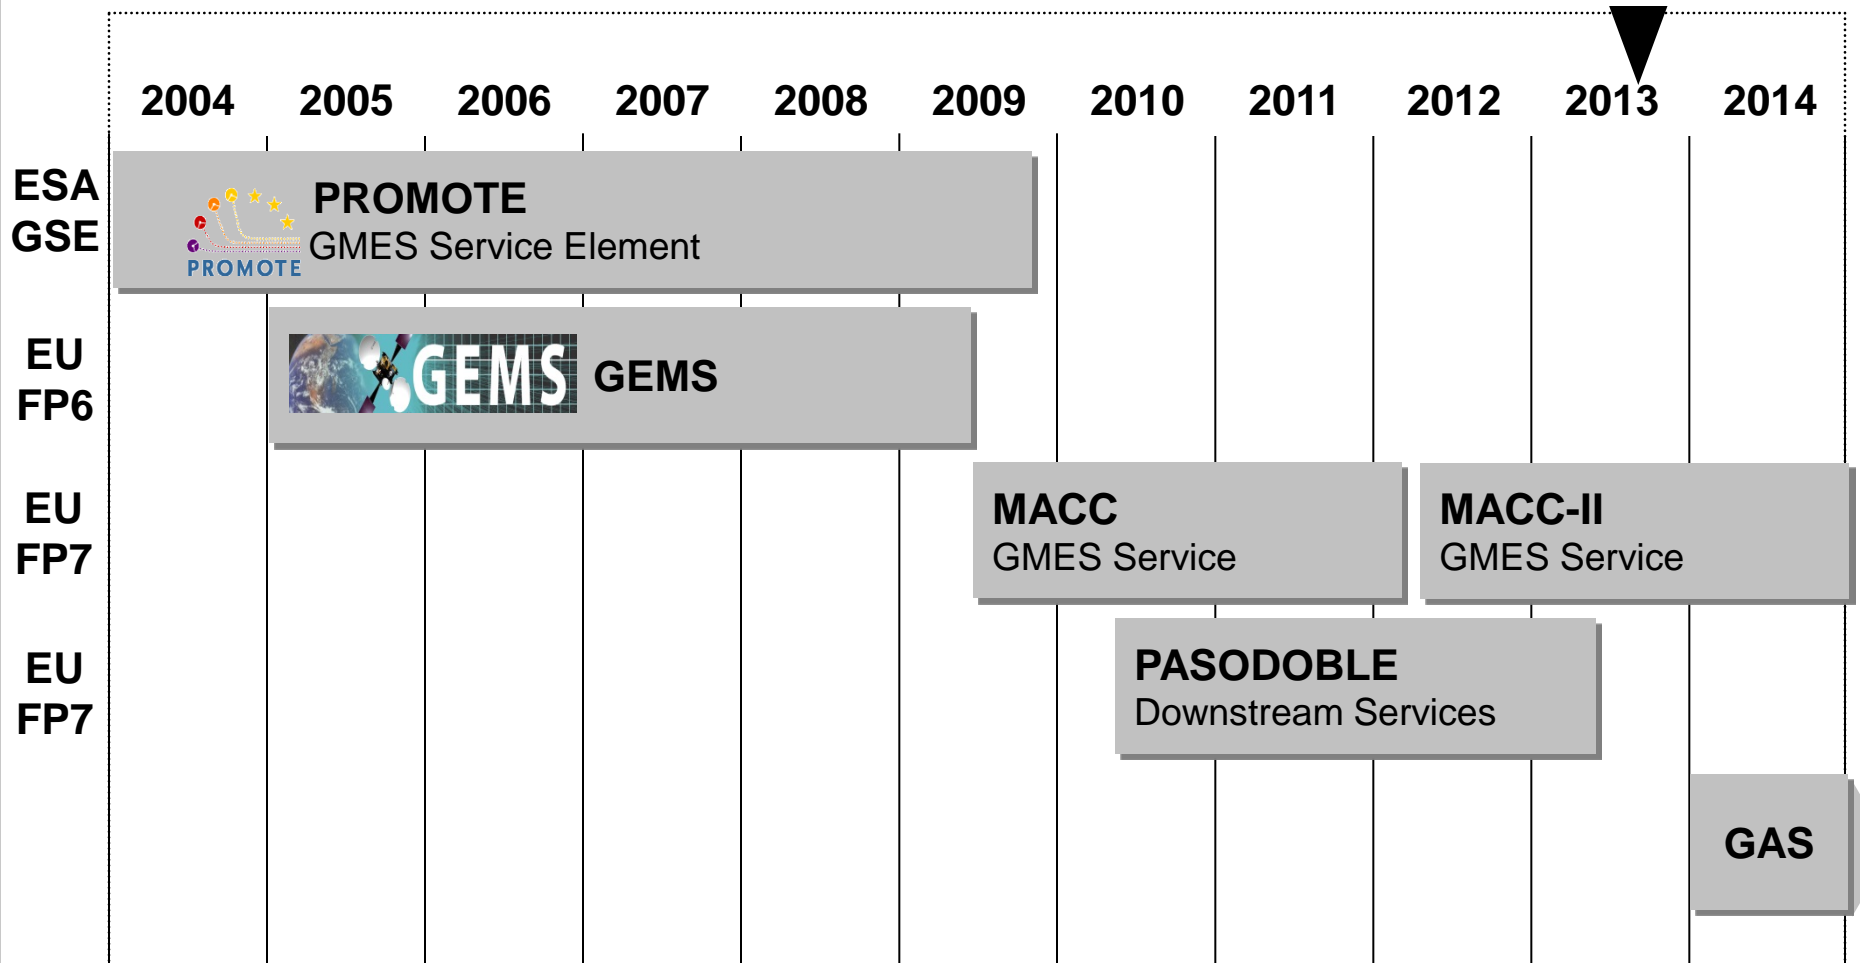 2004 2005 2006 2007 2008 2009 2010 2011 2012 2013 2014
ESA
GSE
PROMOTE
GMES Service Element
PROMOTE
EU
FP6
GEMS
GEMS
EU
FP7
MACC
GMES Service
MACC-II
GMES Service
EU
FP7
PASODOBLE
Downstream Services
GAS